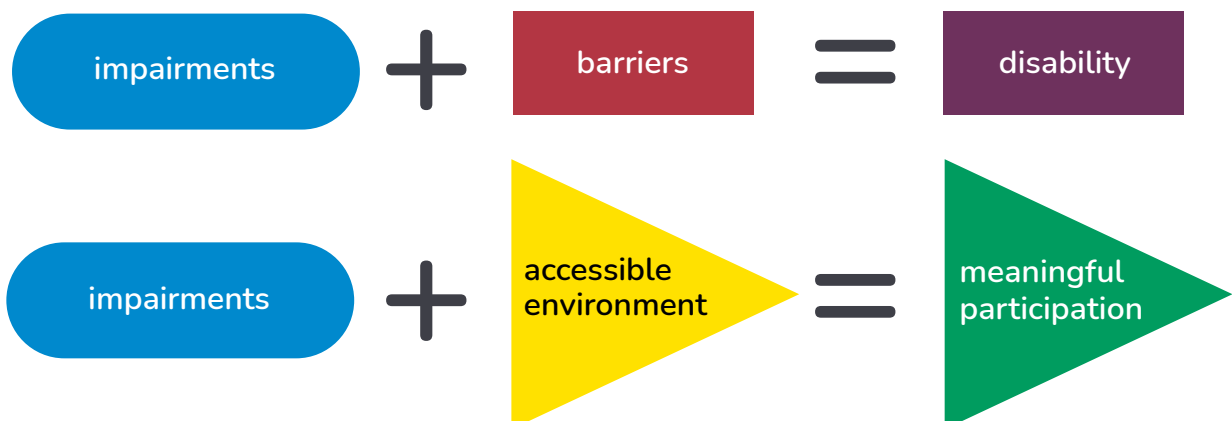 impairments + barriers = disability
impairments + accessible environment = meaningful participation